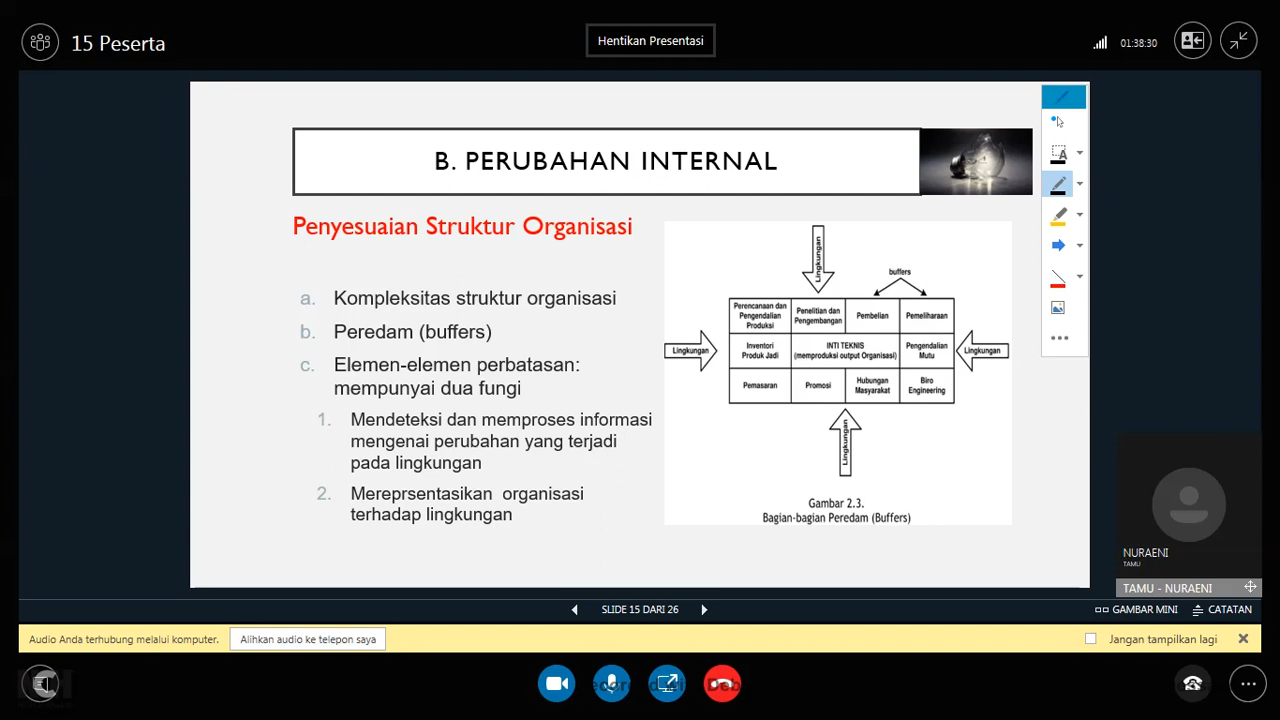 15 Peserta
Hentikan Presentasi
01:38:30
B. PERUBAHAN INTERNAL
Penyesuaian Struktur Organisasi
a. Kompleksitas struktur organisasi
b. Peredam (buffers)
c. Elemen-elemen perbatasan:
mempunyai dua fungi
1. Mendeteksi dan memproses informasi
mengenai perubahan yang terjadi
pada lingkungan
2. Mereprsentasikan organisasi
terhadap lingkungan
Lingkungan
buffers
Perencanaan dan
Pengendalian
Produksi
Penelitian dan
Pengembangan
Pembelian
Pemeliharaan
Lingkungan
Inventori
Produk Jadi
INTI TEKNIS
(memproduksi output Organisasi)
Pengendalian
Mutu
Lingkungan
Pemasaran
Promosi
Hubungan
Masyarakat
Biro
Engineering
Lingkungan
Gambar 2.3.
Bagian-bagian Peredam (Buffers)
NURAENI
TAMU
TAMU - NURAENI
SLIDE 15 DARI 26
GAMBAR MINI
CATATAN
Audio Anda terhubung melalui komputer.
Alihkan audio ke telepon saya
Jangan tampilkan lagi